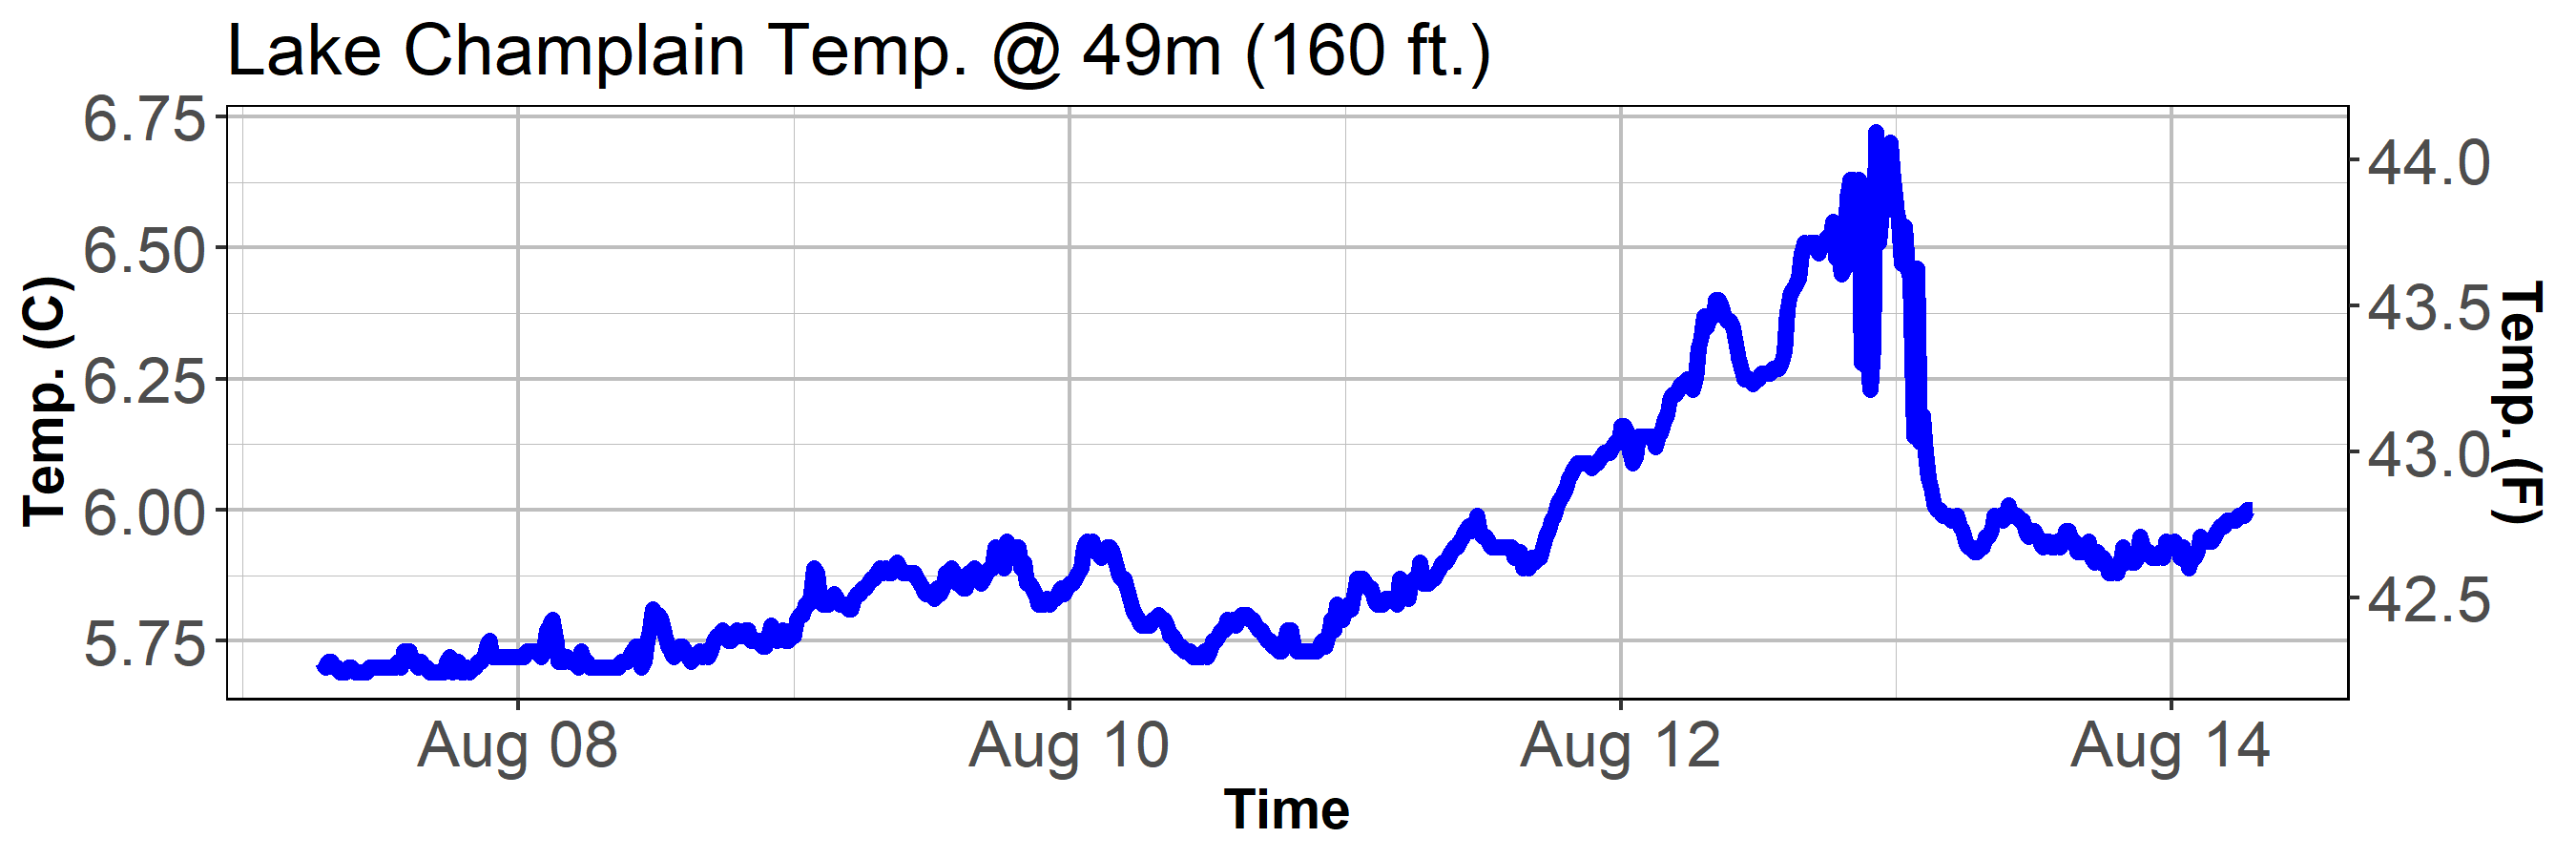 Lake Champlain Temp. @ 49m (160 ft.)
6.75
6.50
6.25
6.00
5.75
Temp. (C)
44.0
43.5
43.0
42.5
Temp. (F)
Aug 08 Aug 10 Aug 12 Aug 14
Time